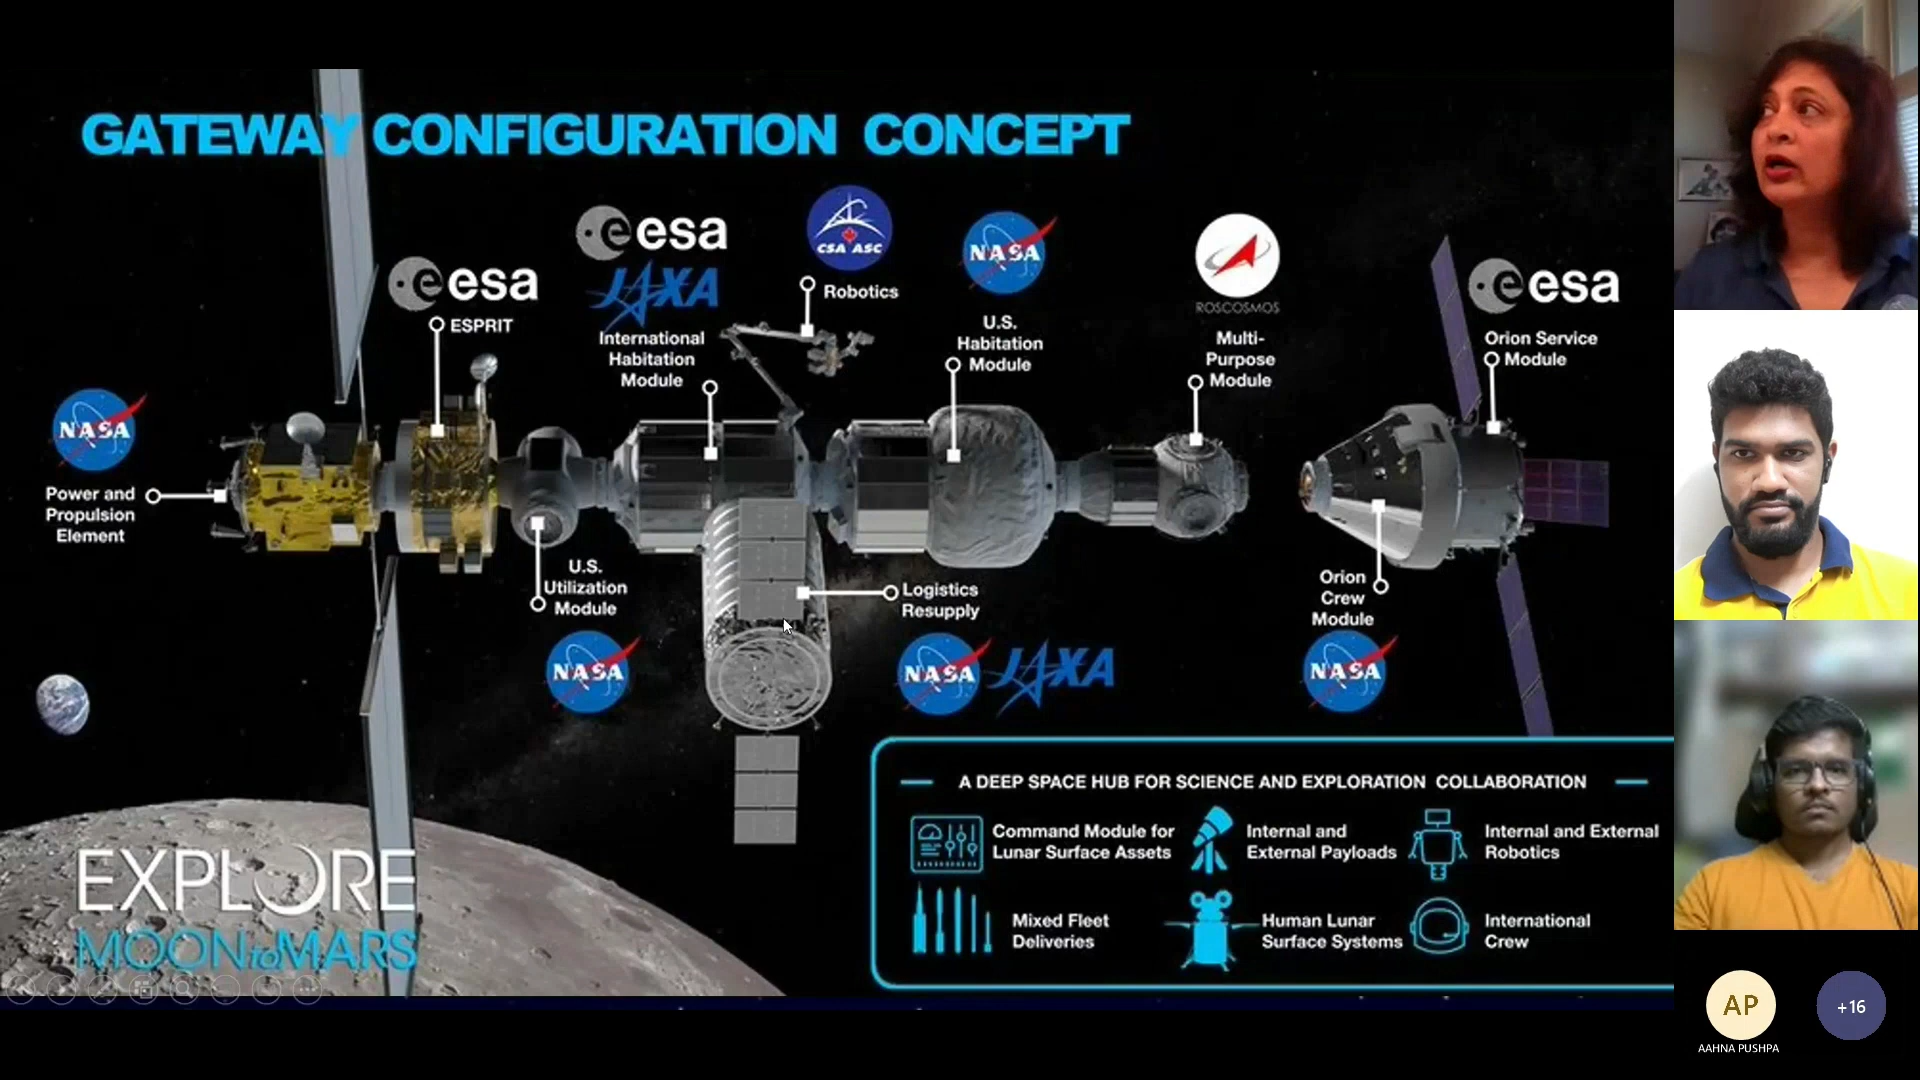 GATEWAY CONFIGURATION CONCEPT
esa
ESPRIT
esa
JAXA
International
Habitation
Module
CSA ASC
Robotics
NASA
U.S.
Habitation
Module
ROSCOSMOS
Multi-
Purpose
Module
esa
Orion Service
Module
NASA
Power and
Propulsion
Element
U.S.
Utilization
Module
NASA
Logistics
Resupply
NASA JAXA
Orion
Crew
Module
NASA
A DEEP SPACE HUB FOR SCIENCE AND EXPLORATION COLLABORATION
Command Module for
Lunar Surface Assets
Internal and
External Payloads
Internal and External
Robotics
Mixed Fleet
Deliveries
Human Lunar
Surface Systems
International
Crew
EXPLORE
MOONtoMARS
AP
+16
AAHNA PUSHPA